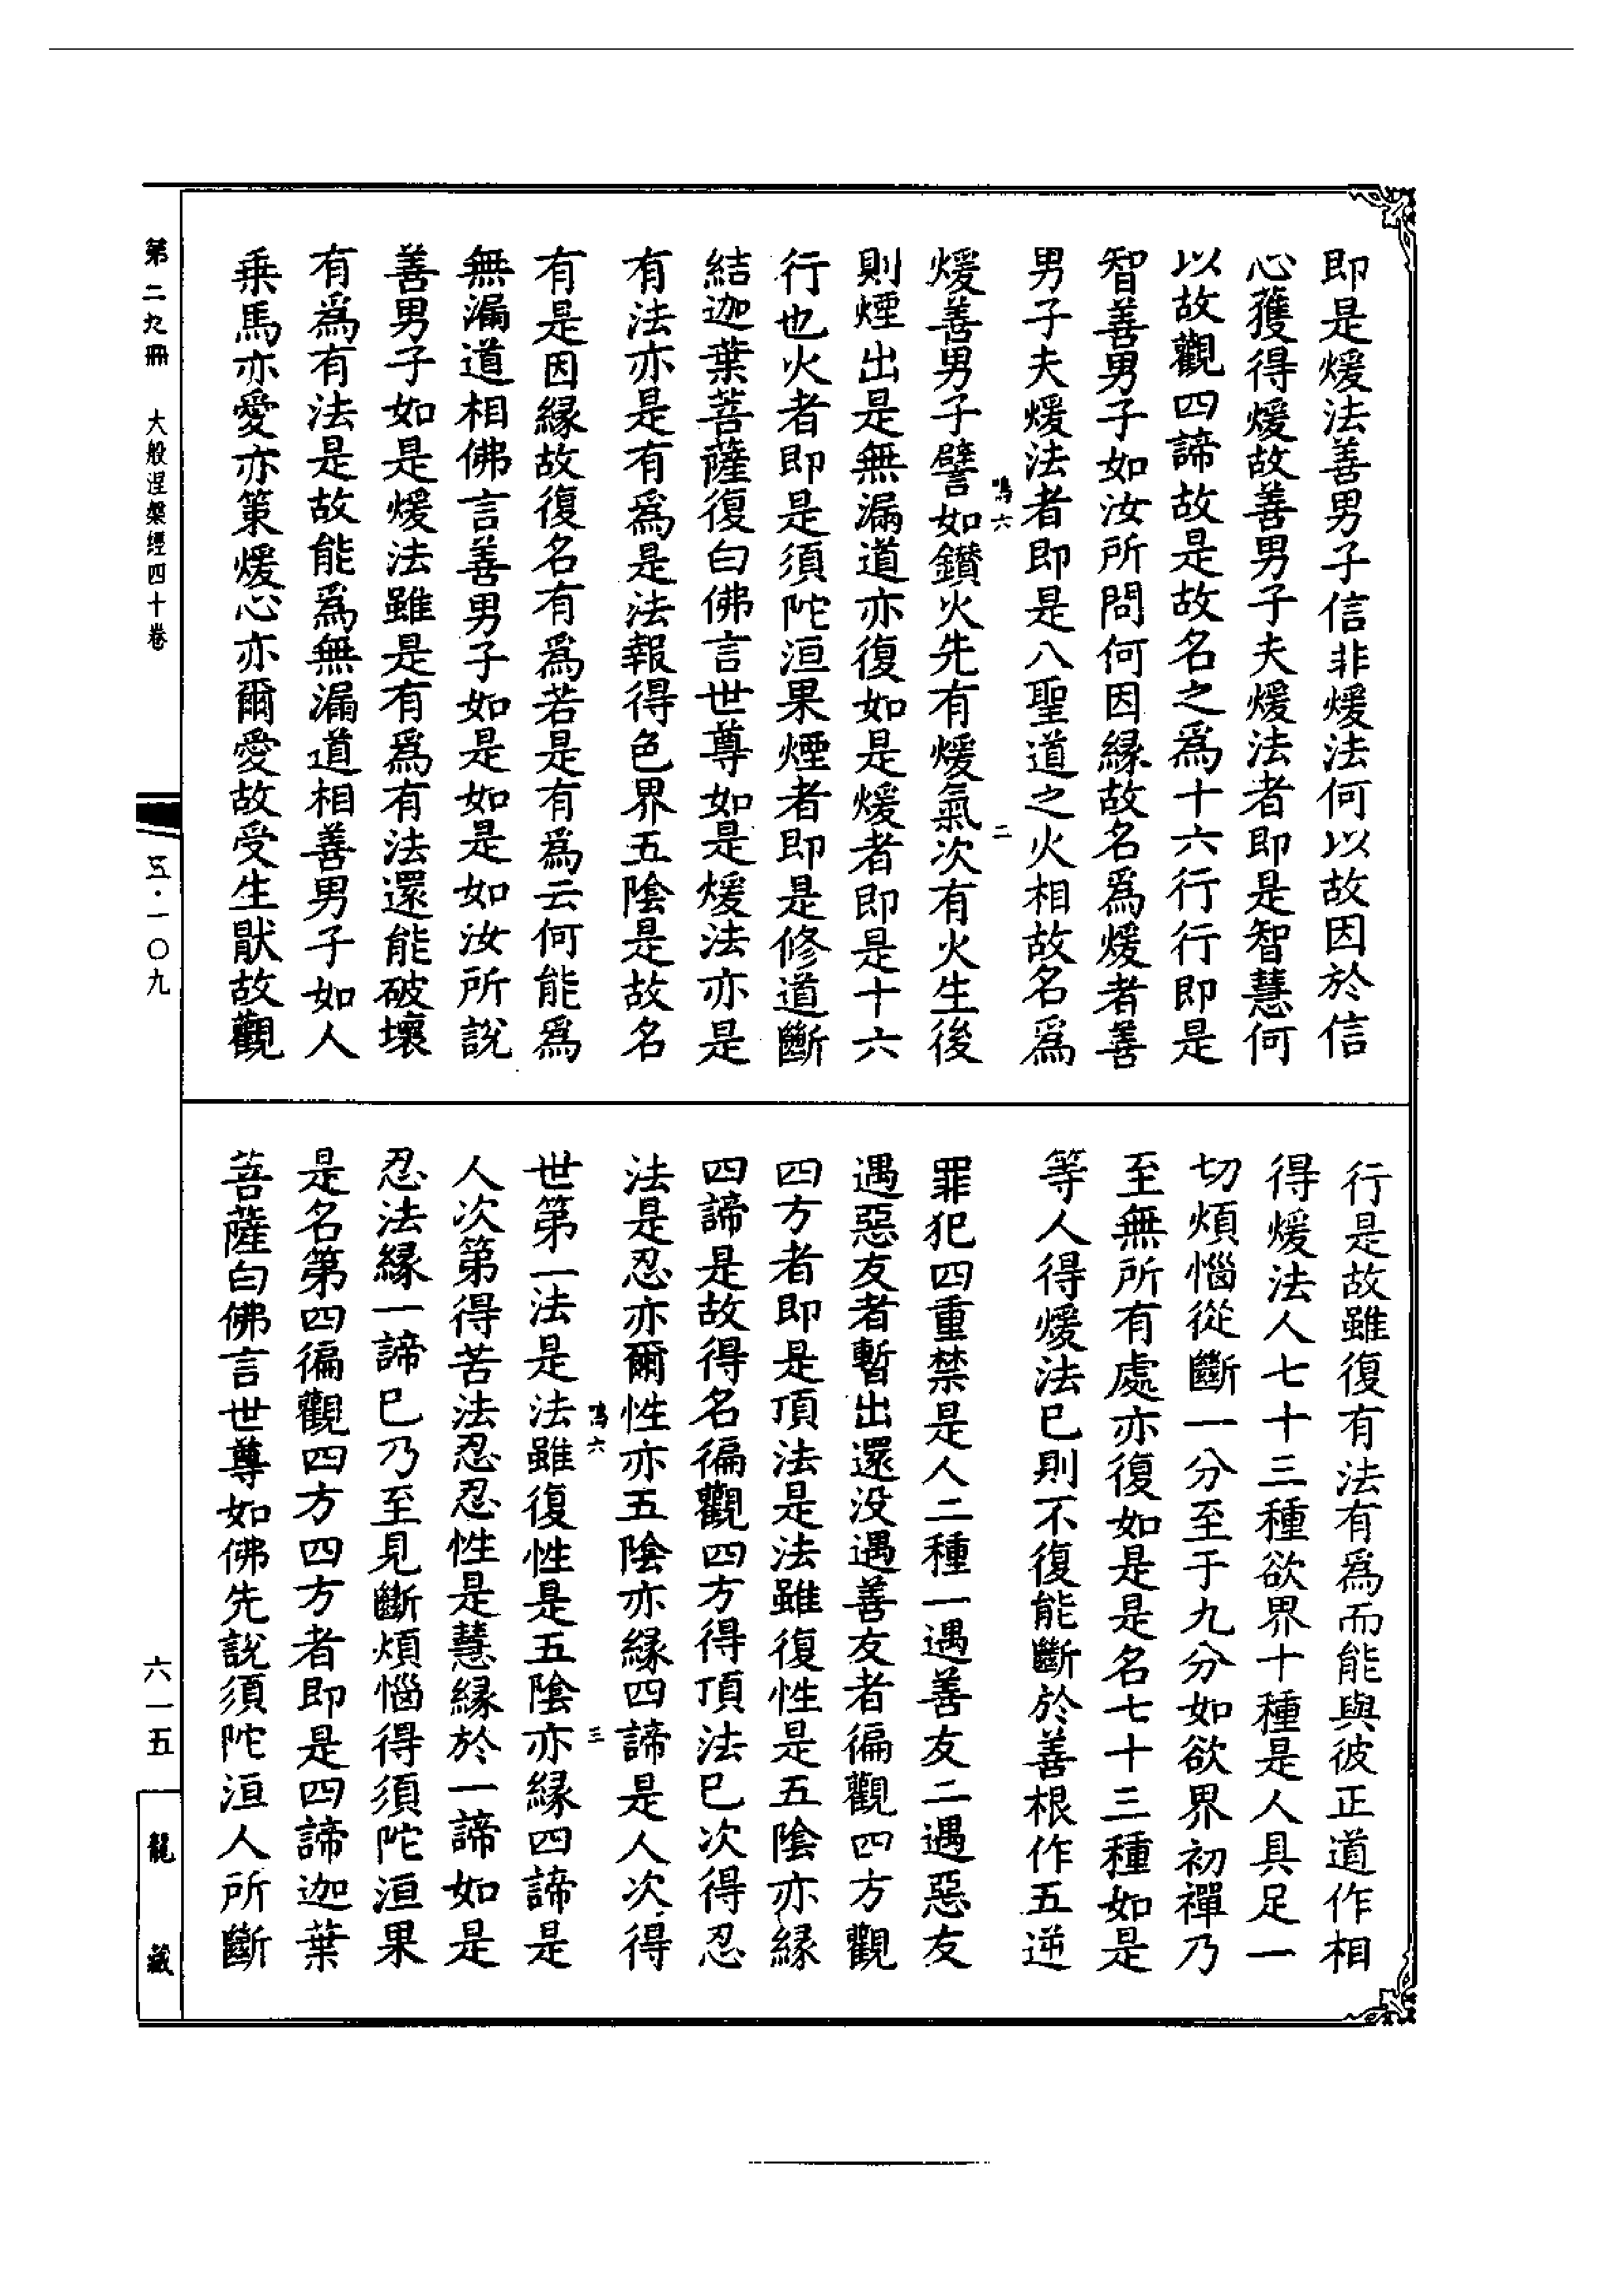 即是煖法善男子信非煖法何以故因於信
心獲得煖故善男子夫煖法者即是智慧何
以故觀四諦故是故名之為十六行行即是
智善男子如汝所問何因緣故名為煖者善
男子夫煖法者即是八聖道之火相故名為
鳴六 二
煖善男子譬如鑽火先有煖氣次有火生後
則煙出是無漏道亦復如是煖者即是十六
行也火者即是須陀洹果煙者即是修道斷
結迦葉菩薩復白佛言世尊如是煖法亦是
有法亦是有為是法報得色界五陰是故名
有是因緣故復名有為若是有為云何能為
無漏道相佛言善男子如是如是如汝所說
善男子如是煖法雖是有為有法還能破壞
有為有法是故能為無漏道相善男子如人
乘馬亦愛亦策煖心亦爾愛故受生猒故觀
行是故雖復有法有為而能與彼正道作相
得煖法人七十三種欲界十種是人具足一
切煩惱從斷一分至于九分如欲界初禪乃
至無所有處亦復如是是名七十三種如是
等人得煖法已則不復能斷於善根作五逆
罪犯四重禁是人二種一遇善友二遇惡友
遇惡友者暫出還没遇善友者徧觀四方觀
四方者即是頂法是法雖復性是五陰亦緣
四諦是故得名徧觀四方得頂法已次得忍
法是忍亦爾性亦五陰亦緣四諦是人次得
鳴六 三
世第一法是法雖復性是五陰亦緣四諦是
人次第得苦法忍忍性是慧緣於一諦如是
忍法緣一諦已乃至見斷煩惱得須陀洹果
是名第四徧觀四方四方者即是四諦迦葉
菩薩白佛言世尊如佛先說須陀洹人所斷
第二九冊 大般涅槃經四十卷
五·一〇九
六一五
龍藏